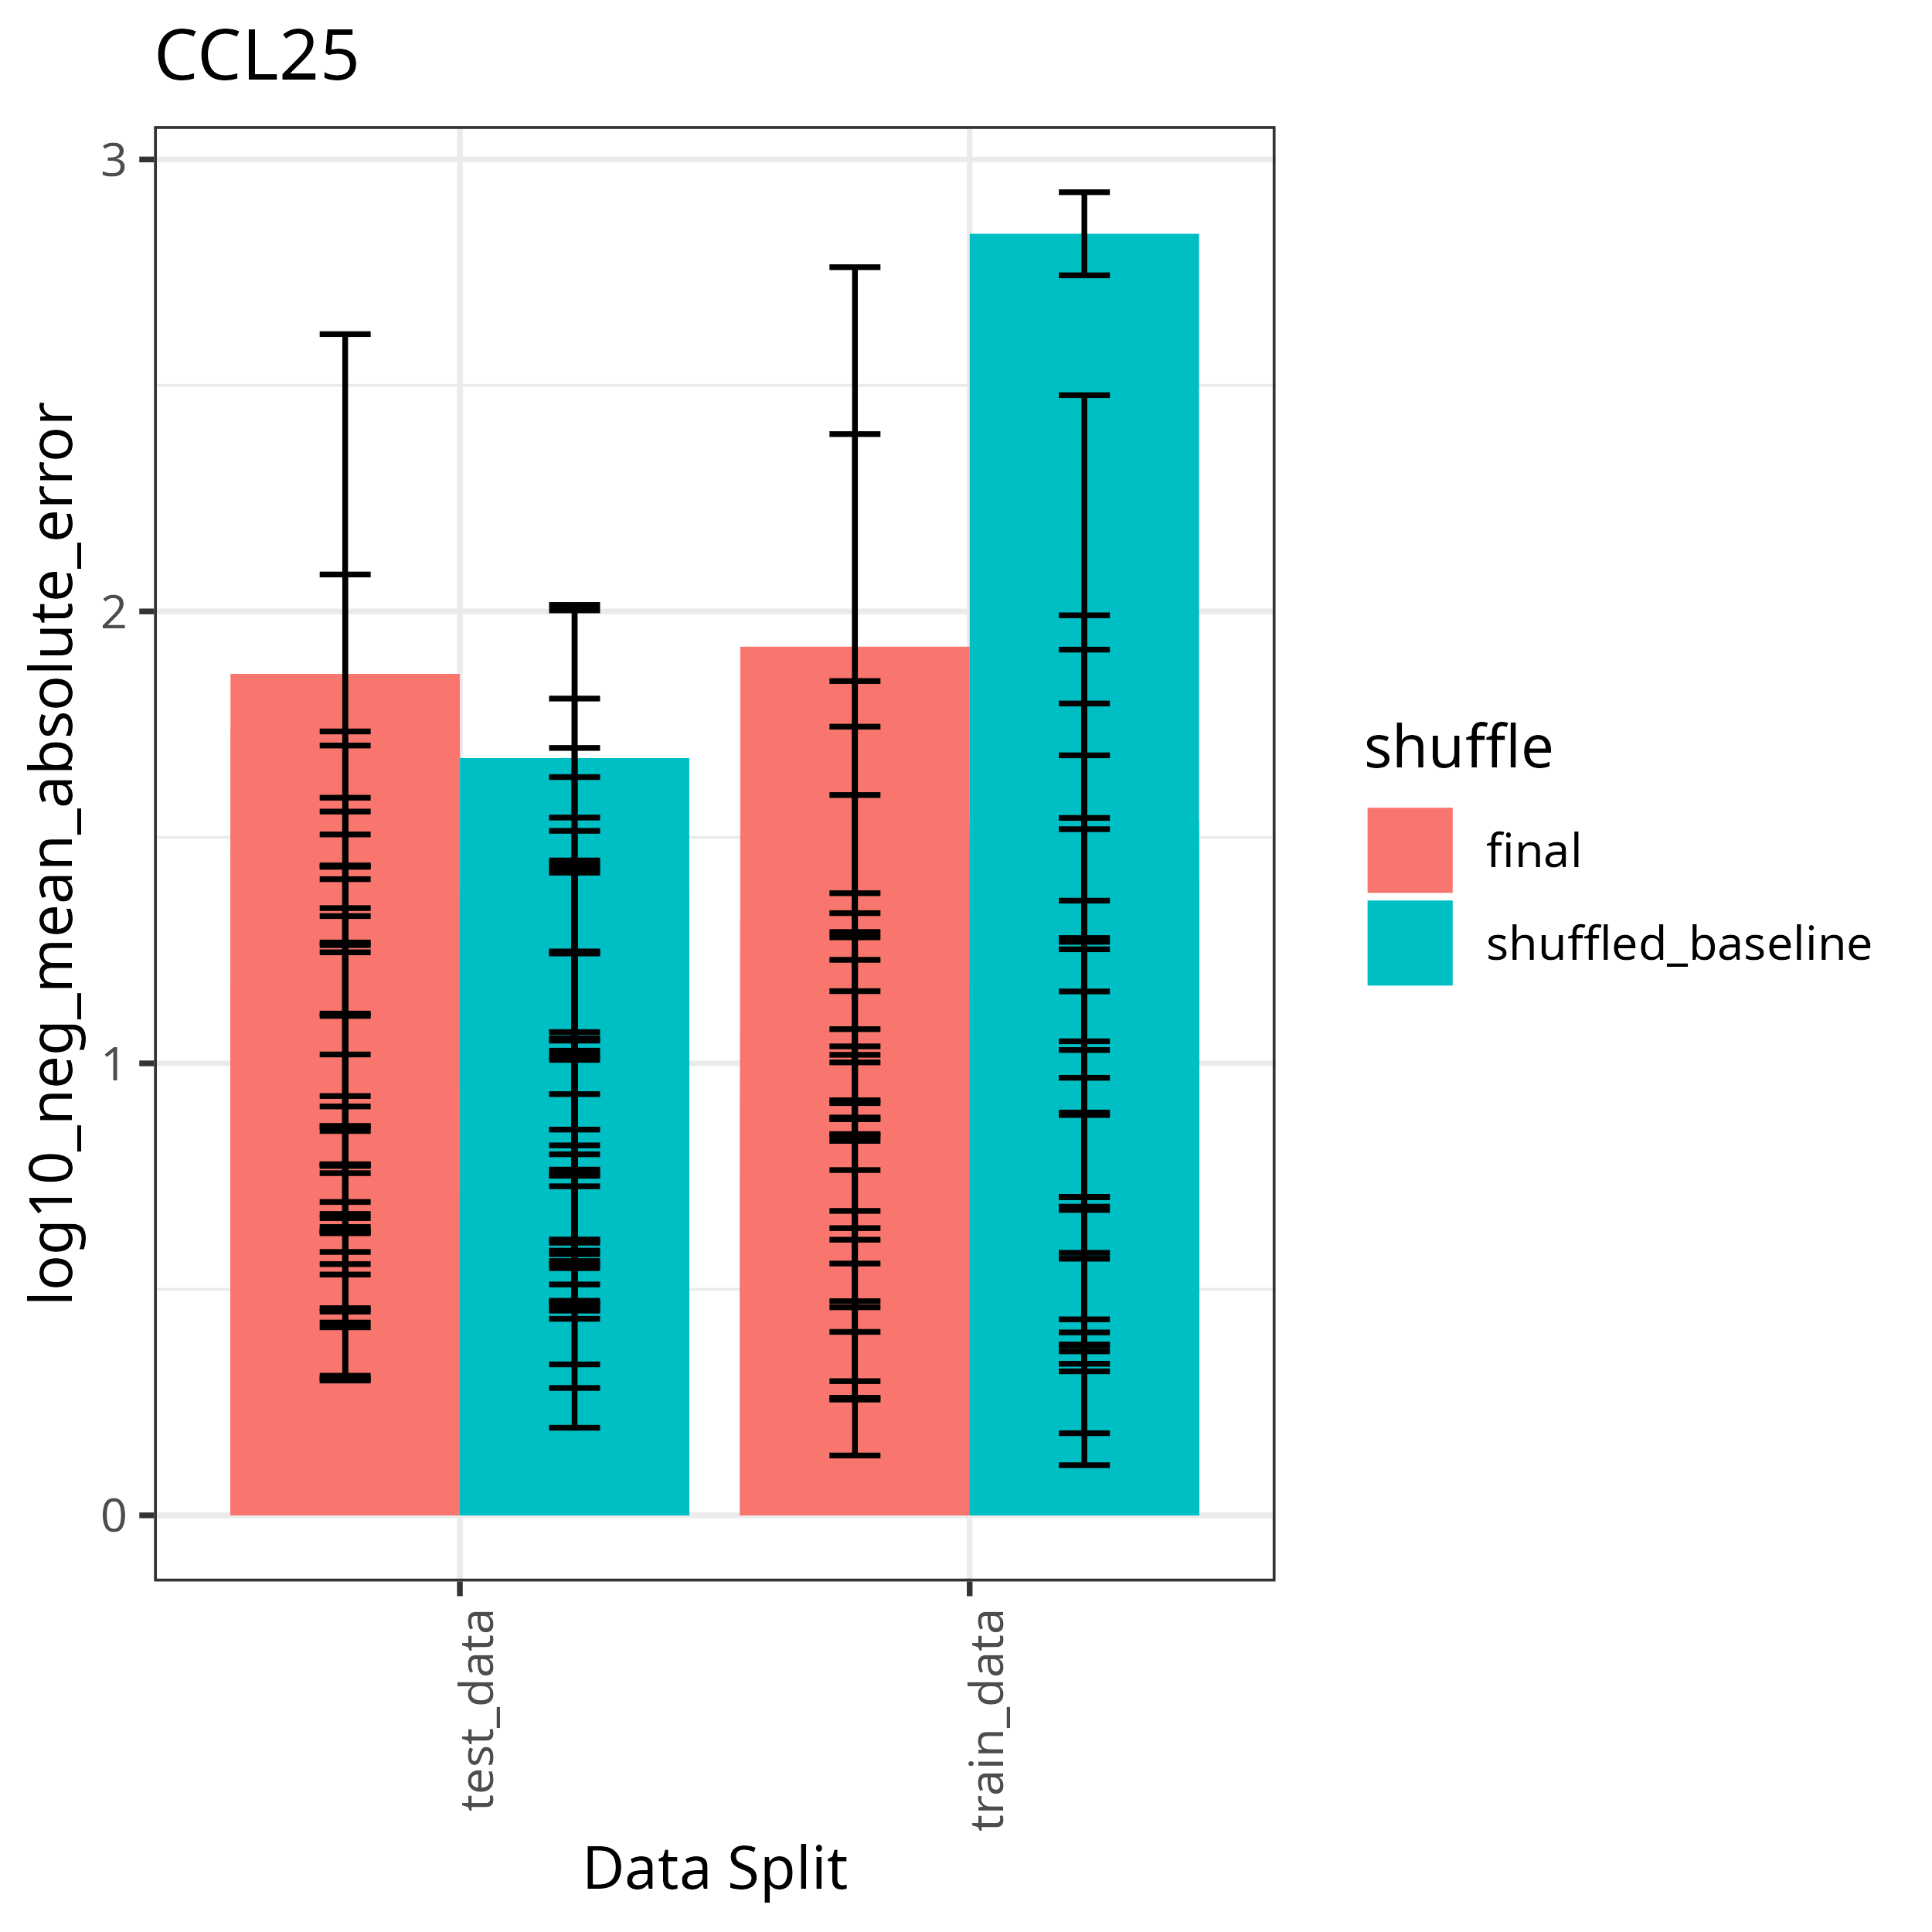 CCL25
log10_neg_mean_absolute_error
3
2
1
0
test_data
train_data
Data Split
shuffle
final
shuffled_baseline